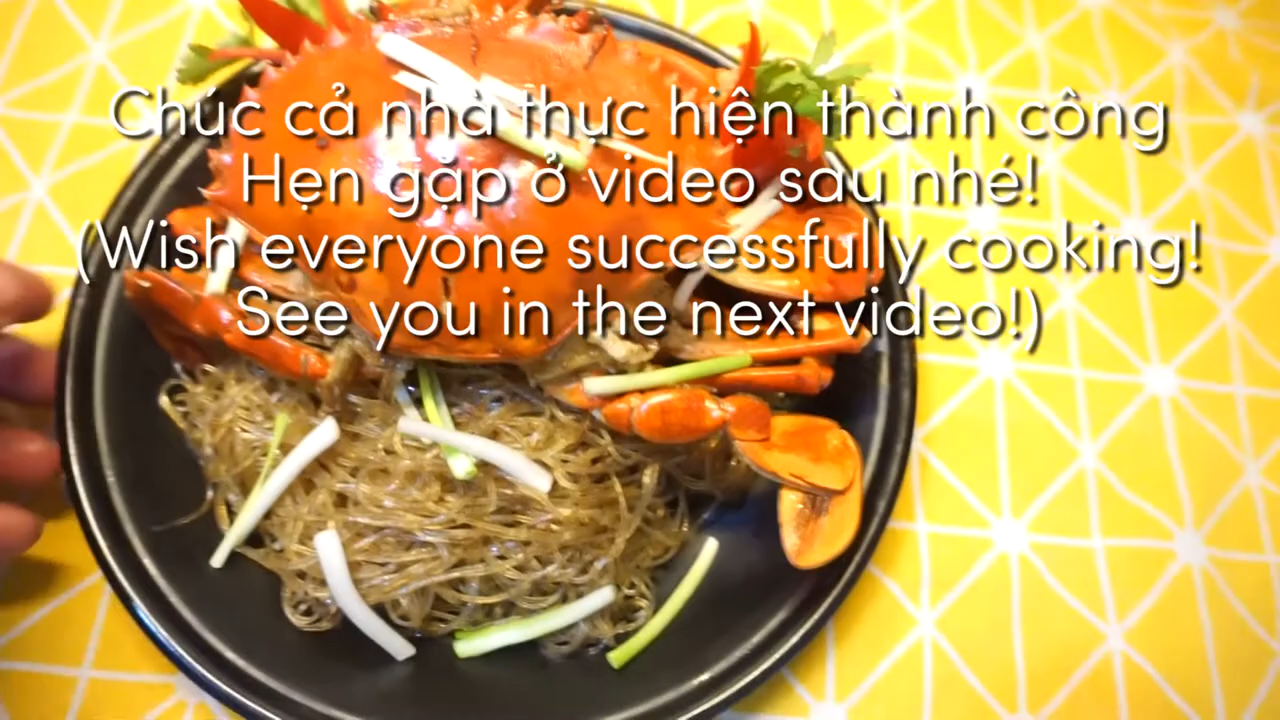 Chúc cả nhà thực hiện thành công
Hẹn gặp ở video sau nhé!
(Wish everyone successfully cooking!
See you in the next video!)